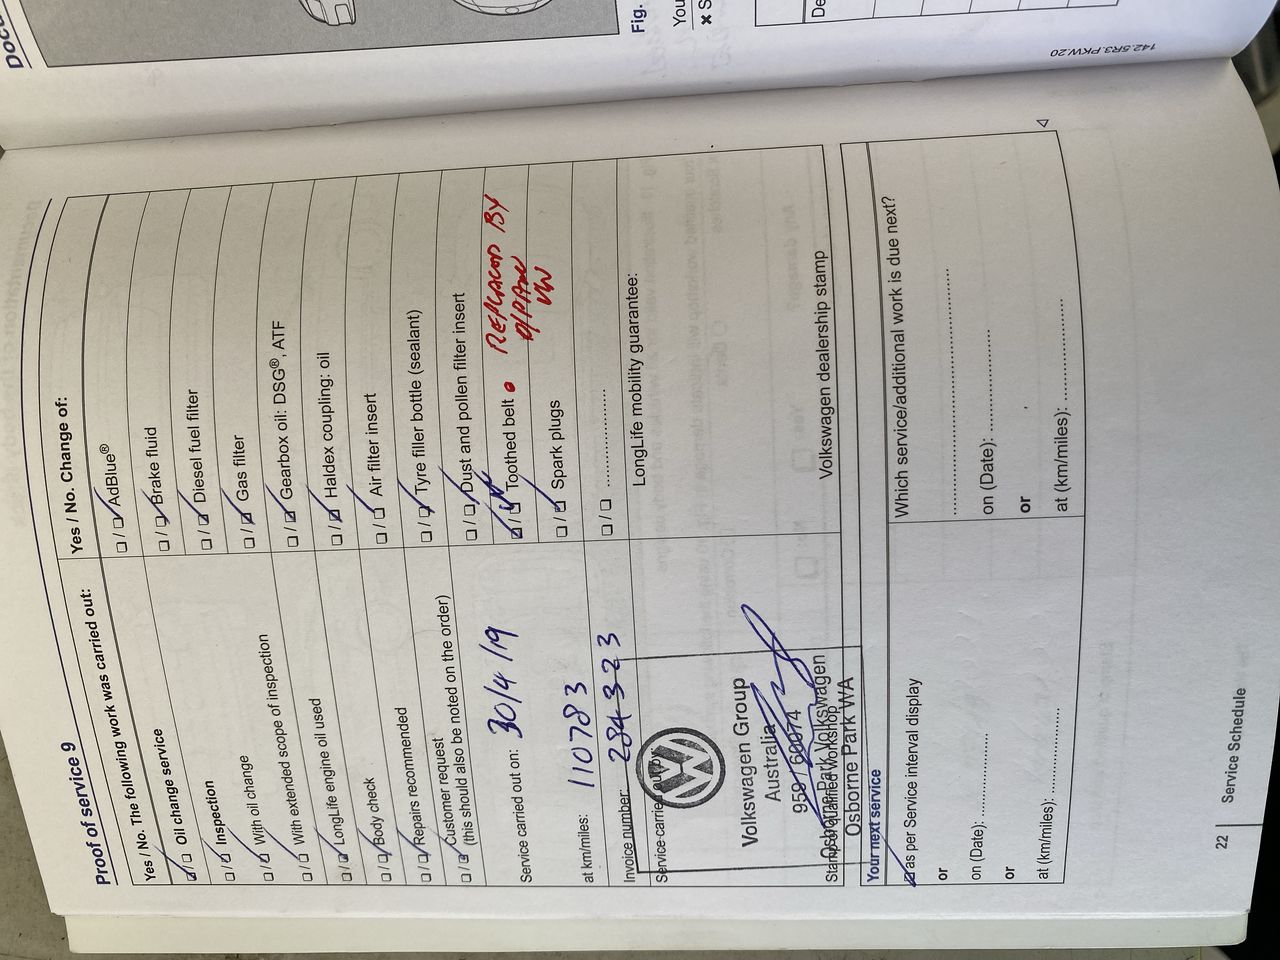 Proof of service 9
Yes / No. The following work was carried out:
Yes / No. Change of:
Oil change service
Inspection
With oil change
With extended scope of inspection
LongLife engine oil used
Body check
Repairs recommended
Customer request
(this should also be noted on the order)
AdBlue®
Brake fluid
Diesel fuel filter
Gas filter
Gearbox oil: DSG®, ATF
Haldex coupling: oil
Air filter insert
Tyre filler bottle (sealant)
Dust and pollen filter insert
Toothed belt • REPLACED BY
VW
Spark plugs
....................
Service carried out on: 30/4/19
at km/miles: 110783
Invoice number: 284323
Service carried out by:
LongLife mobility guarantee:
Volkswagen Group
Australia
959 / 60074
Osborne Park Volkswagen
Osborne Park WA
Volkswagen dealership stamp
Your next service
as per Service interval display
or
on (Date): ....................
or
at (km/miles): ....................
Which service/additional work is due next?
....................
on (Date): ....................
or
at (km/miles): ....................
22 | Service Schedule
142.5R3.PKW.20
Fig.
You
De